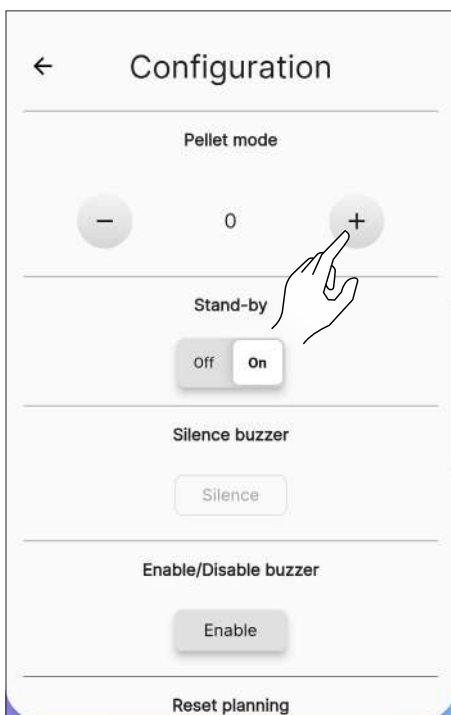 ← Configuration
Pellet mode
− 0 +
Stand-by
Off On
Silence buzzer
Silence
Enable/Disable buzzer
Enable
Reset planning